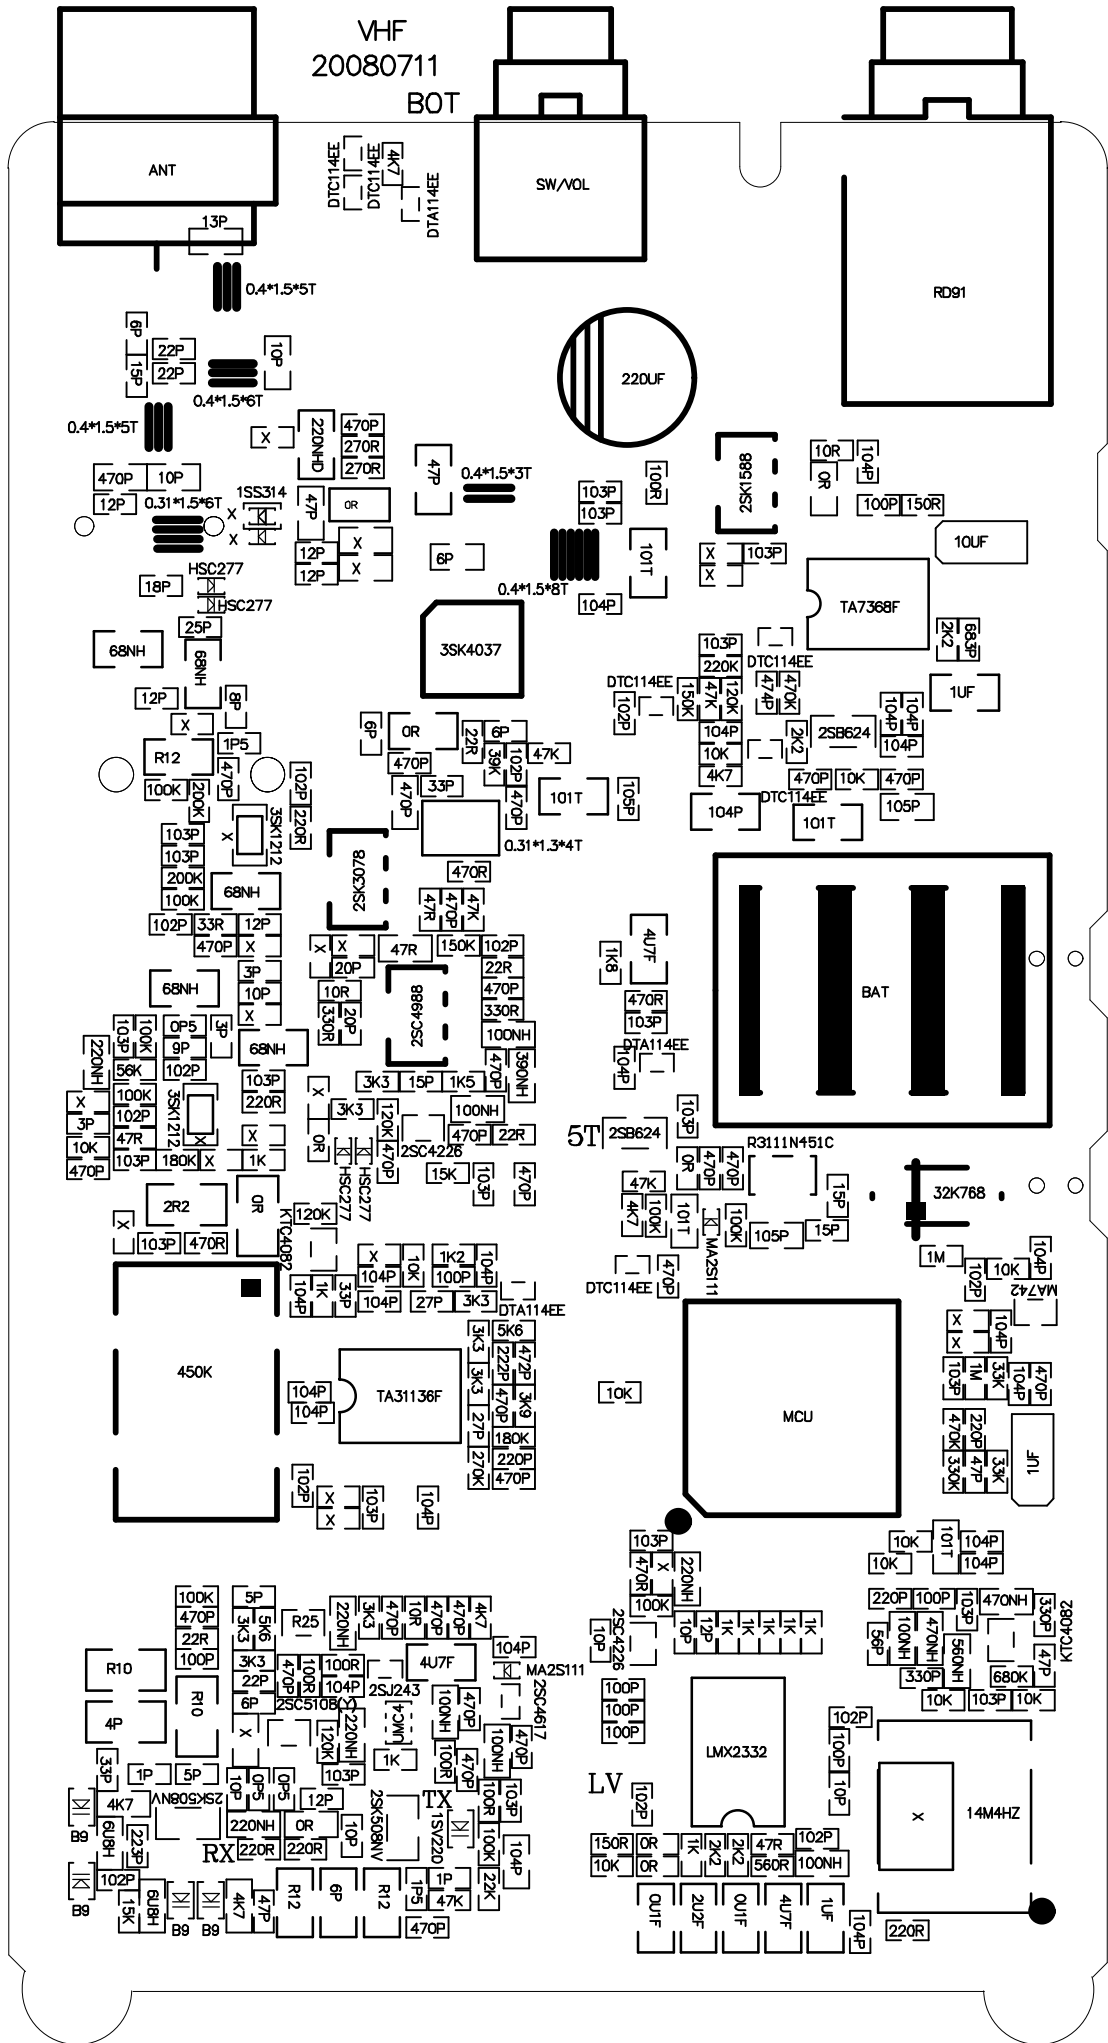 VHF
20080711
BOT
ANT
SW/VOL
RD91
DTC114EE
DTC114EE
4K7
DTA114EE
13P
0.4*1.5*5T
6P
22P
10P
15P
22P
220UF
0.4*1.5*6T
0.4*1.5*5T
X
220NHD
470P
270R
270R
47P
0.4*1.5*3T
100R
2SK1588
10R
104P
0R
470P
10P
12P
0.31*1.5*6T
1SS314
X
X
47P
0R
103P
103P
100P
150R
10UF
12P
X
12P
X
6P
0.4*1.5*8T
101T
X
103P
X
HSC277
18P
HSC277
104P
TA7368F
25P
68NH
68NH
3SK4037
103P
220K
DTC114EE
2K2
683P
12P
8P
X
DTC114EE
102P
150K
47K
120K
474P
470K
1UF
104P
104P
R12
1P5
6P
0R
22R
6P
39K
102P
47K
104P
10K
4K7
2K2
2SB624
104P
100K
200K
470P
102P
470P
33P
470P
470P
101T
105P
DTC114EE
470P
10K
470P
104P
101T
105P
103P
103P
200K
100K
X
3SK1212
220R
2SK3078
0.31*1.3*4T
470R
68NH
47R
470P
47K
102P
33R
12P
470P
X
X
X
47R
150K
102P
20P
22R
1K8
4U7F
BAT
3P
68NH
10P
X
10R
330R
20P
2SC4988
470P
330R
100NH
470R
103P
220NH
103P
100K
0P5
9P
3P
68NH
56K
102P
470P
390NH
104P
DTA114EE
103P
220R
3K3
15P
1K5
X
100K
102P
3P
3SK1212
X
X
3K3
120K
100NH
47R
X
0R
2SC4226
470P
22R
5T
2SB624
103P
10K
103P
180K
X
1K
470P
HSC277
HSC277
470P
15K
103P
470P
0R
470P
470P
R3111N451C
15P
32K768
47K
2R2
0R
KTC4082
120K
4K7
100K
101T
MA2S111
100K
105P
15P
X
103P
470R
X
104P
10K
1K2
100P
104P
DTC114EE
470P
1M
102P
10K
104P
MA742
104P
1K
33P
104P
27P
3K3
DTA114EE
450K
TA31136F
104P
104P
3K3
5K6
3K3
222P
472P
470P
3K9
27P
180K
270K
220P
470P
10K
MCU
X
X
104P
103P
1M
33K
104P
470P
470K
220P
330K
47P
33K
1UF
102P
X
X
103P
104P
103P
470R
X
220NH
100K
10K
10K
101T
104P
104P
100K
470P
22R
100P
5P
3K3
5K6
3K3
22P
6P
R25
220NH
3K3
470P
10R
470P
470P
4K7
104P
10P
2SC4226
10P
12P
1K
1K
1K
1K
220P
100P
103P
470NH
330P
KTC4082
56P
100NH
470NH
560NH
47P
330P
680K
10K
103P
10K
R10
4P
R10
470P
100R
100R
104P
2SJ243
4U7F
MA2S111
2SC4617
2SC5108(Y)
X
120K
220NH
UMC4
1K
100NH
470P
100R
470P
100NH
470P
100P
100P
100P
LMX2332
102P
100P
10P
X
14M4HZ
33P
1P
5P
10P
0P5
0P5
103P
12P
2SK508NV
B9
4K7
2SK508NV
220NH
0R
10P
TX
1SV220
100R
103P
100K
104P
LV
102P
6U8H
223P
RX
220R
220R
150R
0R
10K
0R
1K
2K2
2K2
47R
560R
102P
100NH
B9
102P
15K
6U8H
B9
B9
4K7
47P
R12
6P
R12
1P5
1P
47K
470P
22K
0U1F
2U2F
0U1F
4U7F
1UF
104P
220R